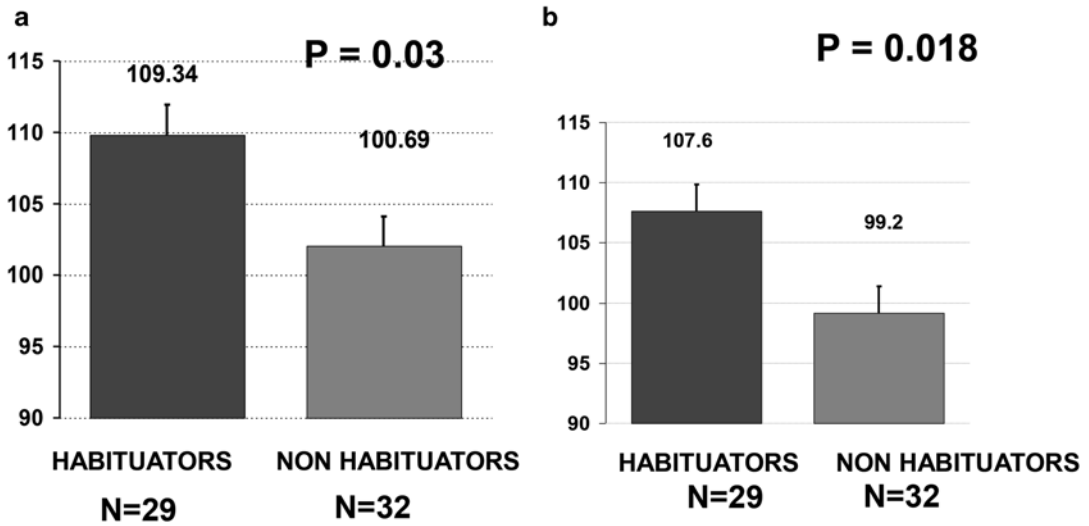 a
P = 0.03
115
109.34
110
100.69
105
100
95
90
HABITUATORS NON HABITUATORS
N=29 N=32
b
P = 0.018
115
107.6
110
99.2
105
100
95
90
HABITUATORS NON HABITUATORS
N=29 N=32